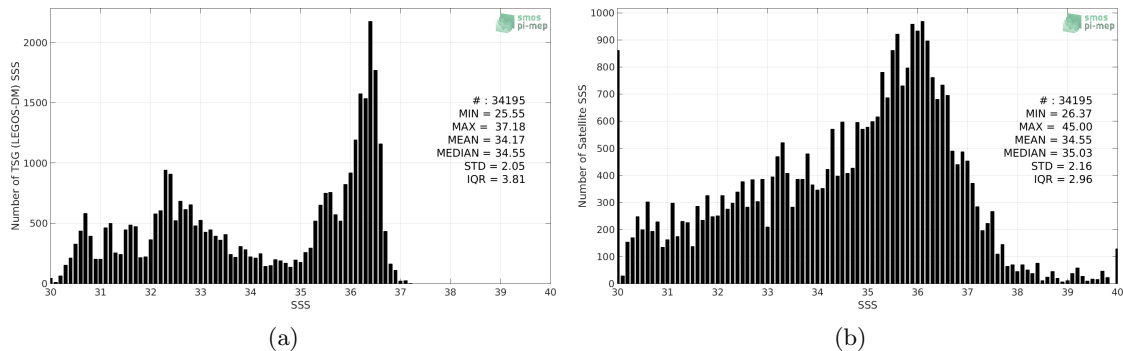 Number of TSG (LEGOS-DM) SSS
2000
1500
1000
500
0
30 31 32 33 34 35 36 37 38 39 40
SSS
smos
pi-mep
# : 34195
MIN = 25.55
MAX = 37.18
MEAN = 34.17
MEDIAN = 34.55
STD = 2.05
IQR = 3.81
(a)
Number of Satellite SSS
1000
900
800
700
600
500
400
300
200
100
0
30 31 32 33 34 35 36 37 38 39 40
SSS
smos
pi-mep
# : 34195
MIN = 26.37
MAX = 45.00
MEAN = 34.55
MEDIAN = 35.03
STD = 2.16
IQR = 2.96
(b)